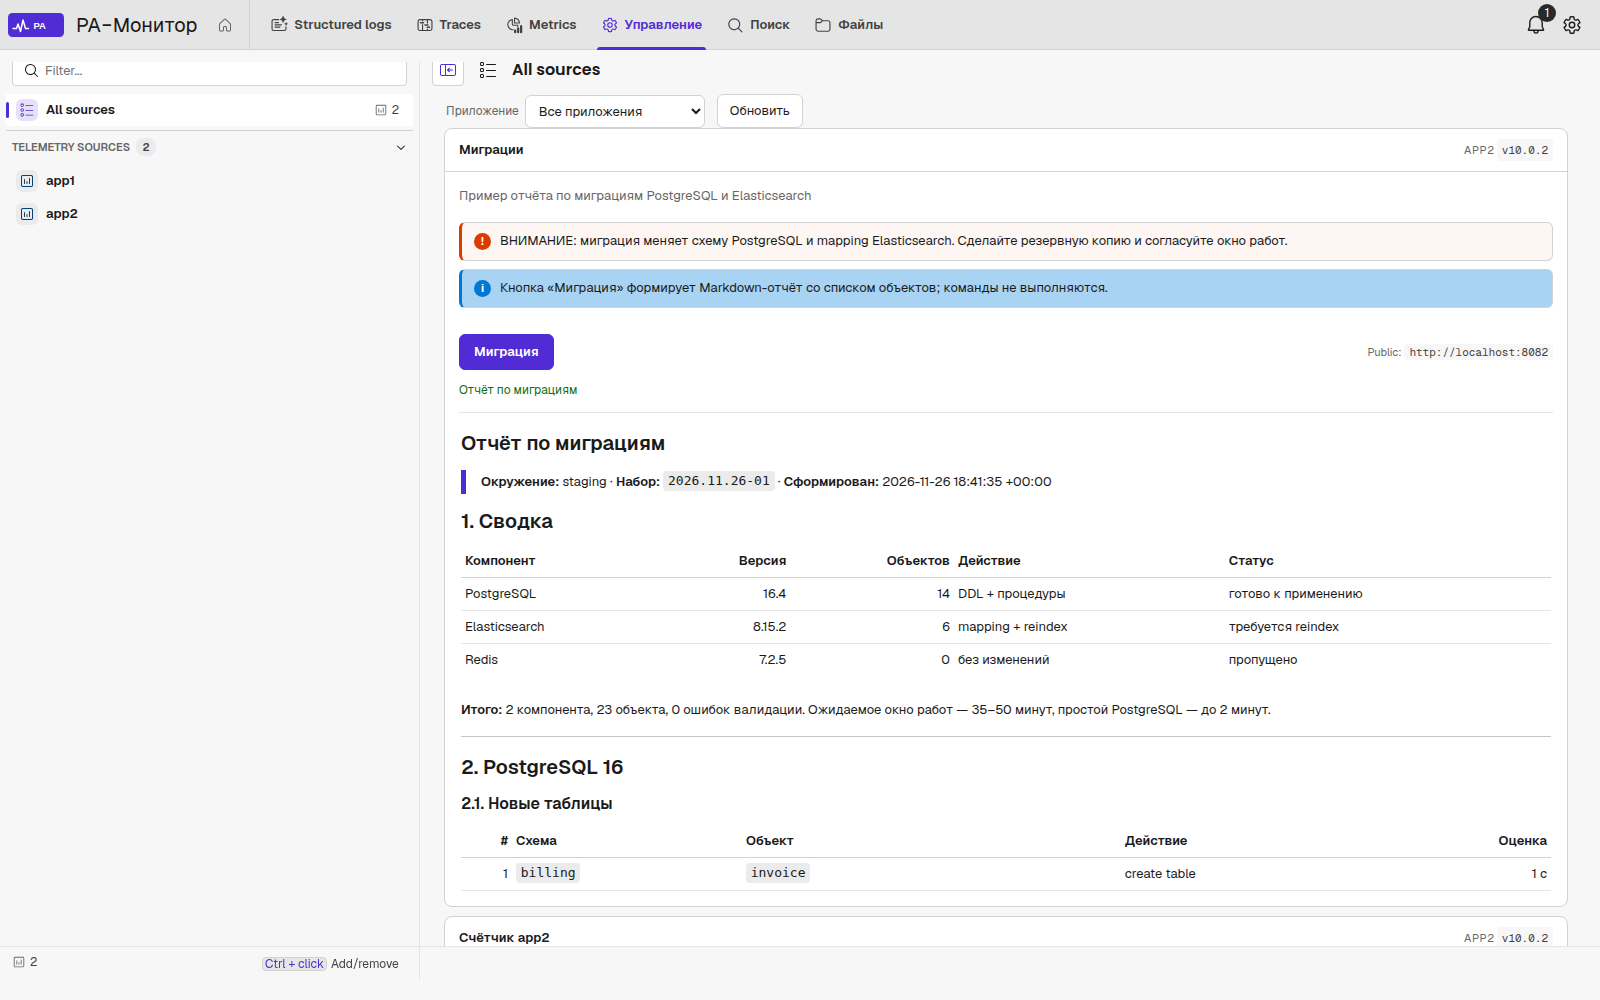 PA
РА-Монитор
Structured logs
Traces
Metrics
Управление
Поиск
Файлы
1
Filter...
All sources
2
TELEMETRY SOURCES 2
app1
app2
2
Ctrl + click Add/remove
All sources
Приложение Все приложения Обновить
Миграции APP2 v10.0.2
Пример отчёта по миграциям PostgreSQL и Elasticsearch
ВНИМАНИЕ: миграция меняет схему PostgreSQL и mapping Elasticsearch. Сделайте резервную копию и согласуйте окно работ.
Кнопка «Миграция» формирует Markdown-отчёт со списком объектов; команды не выполняются.
Миграция Public: http://localhost:8082
Отчёт по миграциям
Отчёт по миграциям
Окружение: staging · Набор: 2026.11.26-01 · Сформирован: 2026-11-26 18:41:35 +00:00
1. Сводка
Компонент Версия Объектов Действие Статус
PostgreSQL 16.4 14 DDL + процедуры готово к применению
Elasticsearch 8.15.2 6 mapping + reindex требуется reindex
Redis 7.2.5 0 без изменений пропущено
Итого: 2 компонента, 23 объекта, 0 ошибок валидации. Ожидаемое окно работ — 35–50 минут, простой PostgreSQL — до 2 минут.
2. PostgreSQL 16
2.1. Новые таблицы
# Схема Объект Действие Оценка
1 billing invoice create table 1 с
Счётчик app2 APP2 v10.0.2